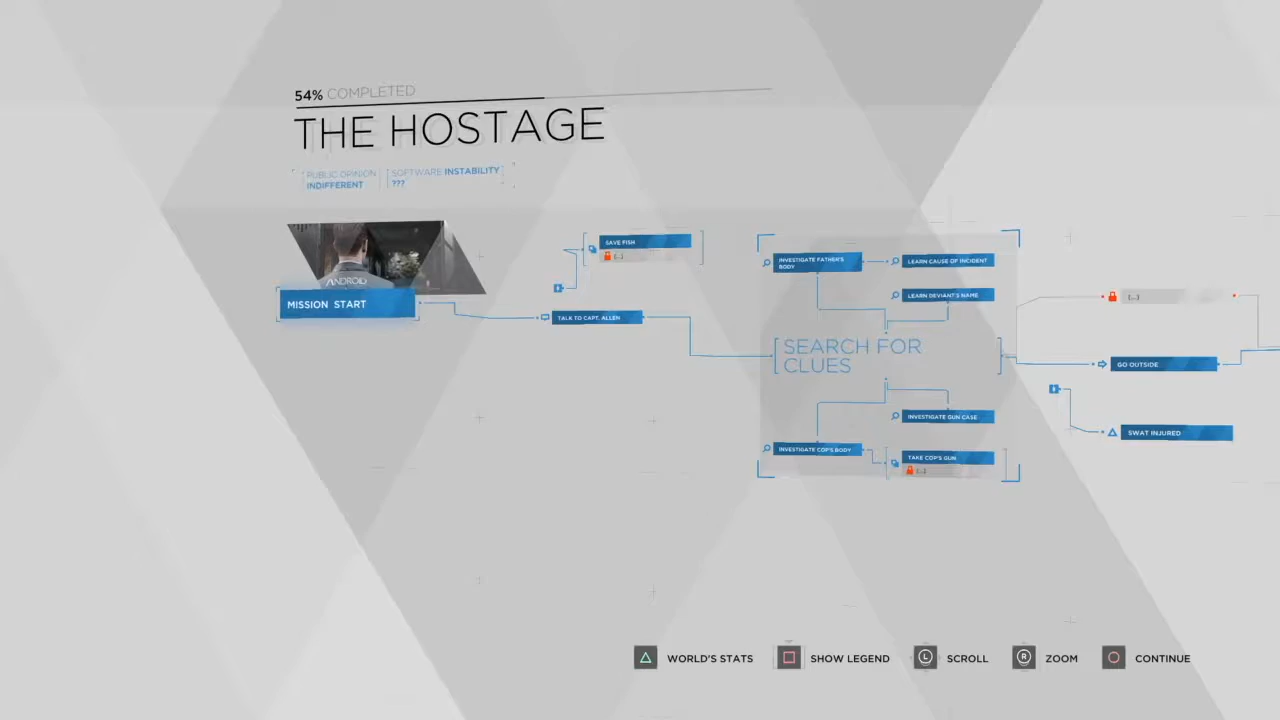 54% COMPLETED
THE HOSTAGE
PUBLIC OPINION
INDIFFERENT
SOFTWARE INSTABILITY
???
ANDROID
MISSION START
SAVE FISH
[...]
TALK TO CAPT. ALLEN
INVESTIGATE FATHER'S
BODY
LEARN CAUSE OF INCIDENT
LEARN DEVIANT'S NAME
SEARCH FOR
CLUES
INVESTIGATE GUN CASE
INVESTIGATE COP'S BODY
TAKE COP'S GUN
[...]
[...]
GO OUTSIDE
SWAT INJURED
WORLD'S STATS
SHOW LEGEND
L
SCROLL
R
ZOOM
CONTINUE